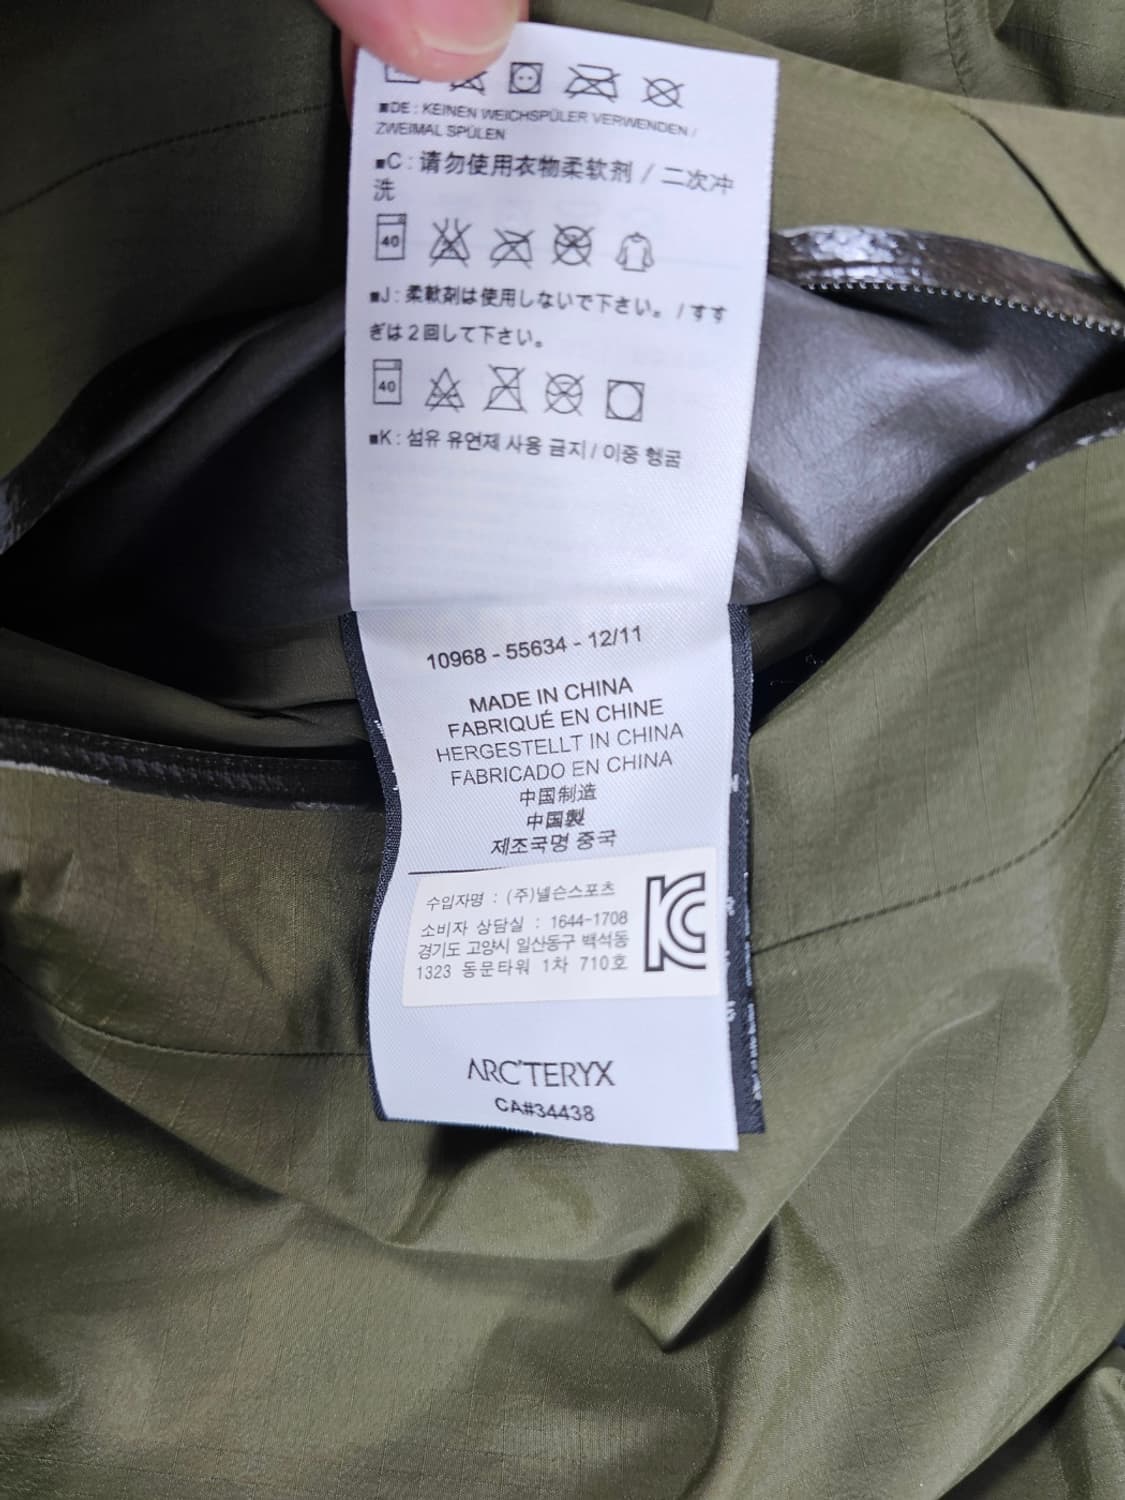 ■DE : KEINEN WEICHSPÜLER VERWENDEN /
ZWEIMAL SPÜLEN
■C : 请勿使用衣物柔软剂 / 二次冲
洗
40
■J : 柔軟剤は使用しないで下さい。 / すす
ぎは2回して下さい。
40
■K : 섬유 유연제 사용 금지 / 이중 헹굼
10968 - 55634 - 12/11
MADE IN CHINA
FABRIQUÉ EN CHINE
HERGESTELLT IN CHINA
FABRICADO EN CHINA
中国制造
中国製
제조국명 중국
수입자명 : (주)넬슨스포츠
소비자 상담실 : 1644-1708
경기도 고양시 일산동구 백석동
1323 동문타워 1차 710호
KC
ARC'TERYX
CA#34438